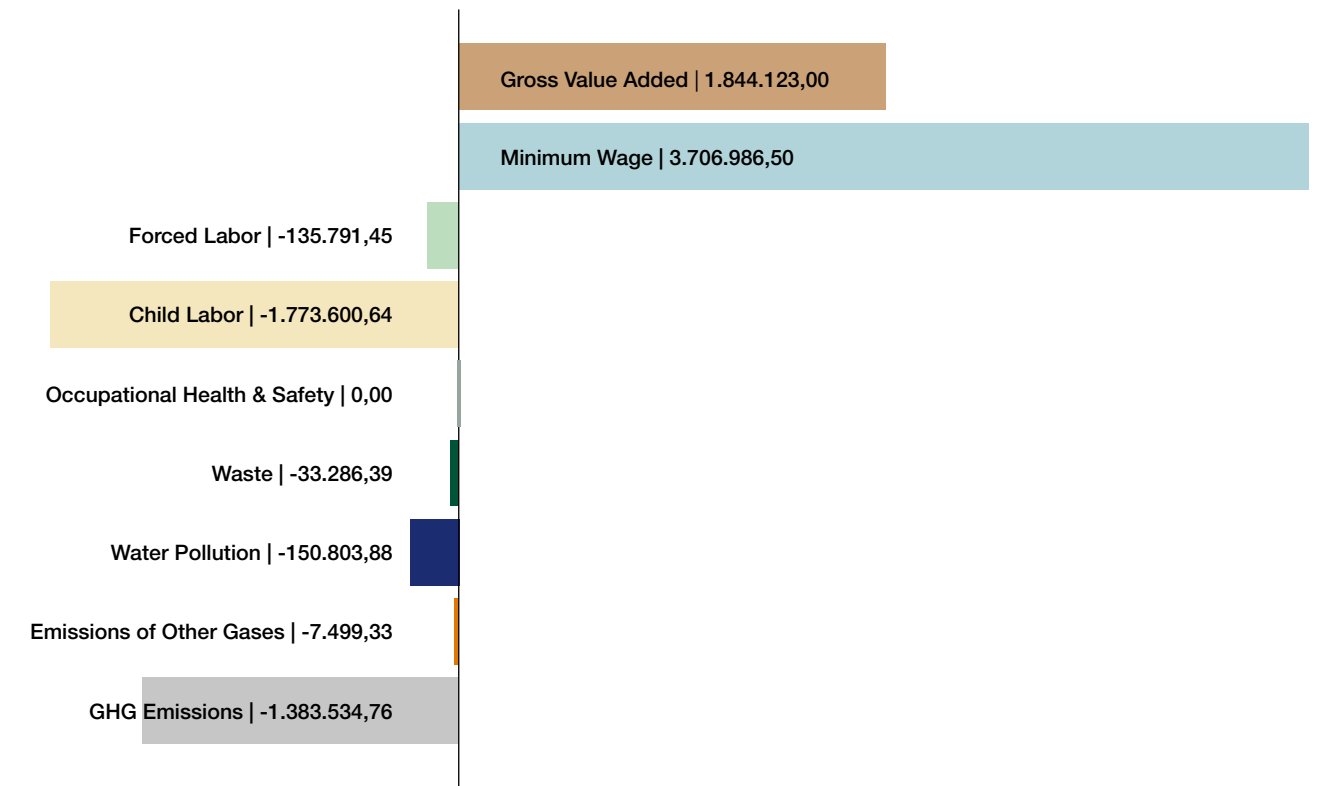 Gross Value Added | 1.844.123,00
Minimum Wage | 3.706.986,50
Forced Labor | -135.791,45
Child Labor | -1.773.600,64
Occupational Health & Safety | 0,00
Waste | -33.286,39
Water Pollution | -150.803,88
Emissions of Other Gases | -7.499,33
GHG Emissions | -1.383.534,76